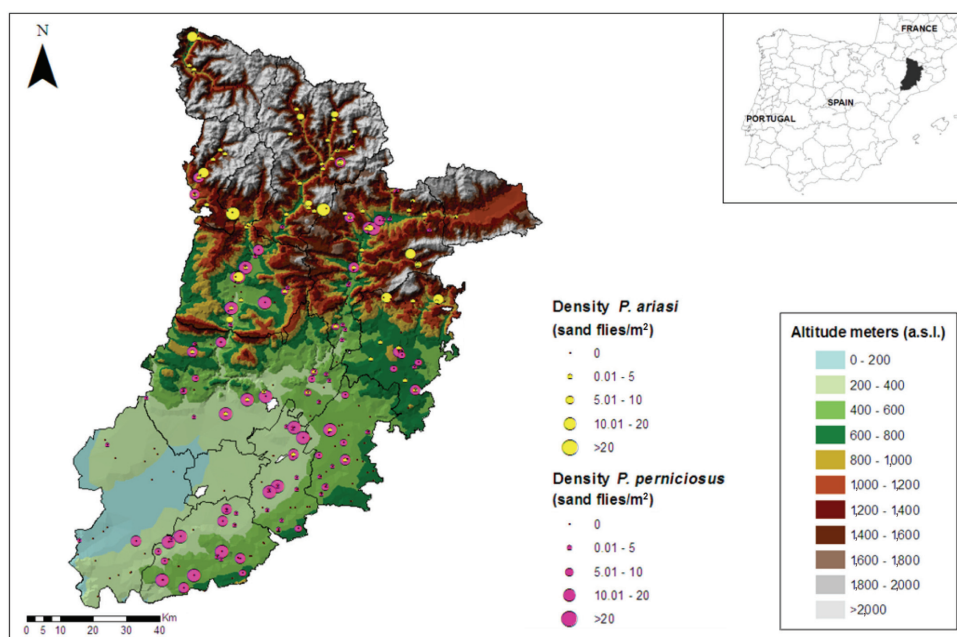 N
FRANCE
SPAIN
PORTUGAL
Density P. ariasi
(sand flies/m²)
0
0.01 - 5
5.01 - 10
10.01 - 20
>20
Density P. perniciosus
(sand flies/m²)
0
0.01 - 5
5.01 - 10
10.01 - 20
>20
Altitude meters (a.s.l.)
0 - 200
200 - 400
400 - 600
600 - 800
800 - 1,000
1,000 - 1,200
1,200 - 1,400
1,400 - 1,600
1,600 - 1,800
1,800 - 2,000
>2,000
Km
0 5 10 20 30 40